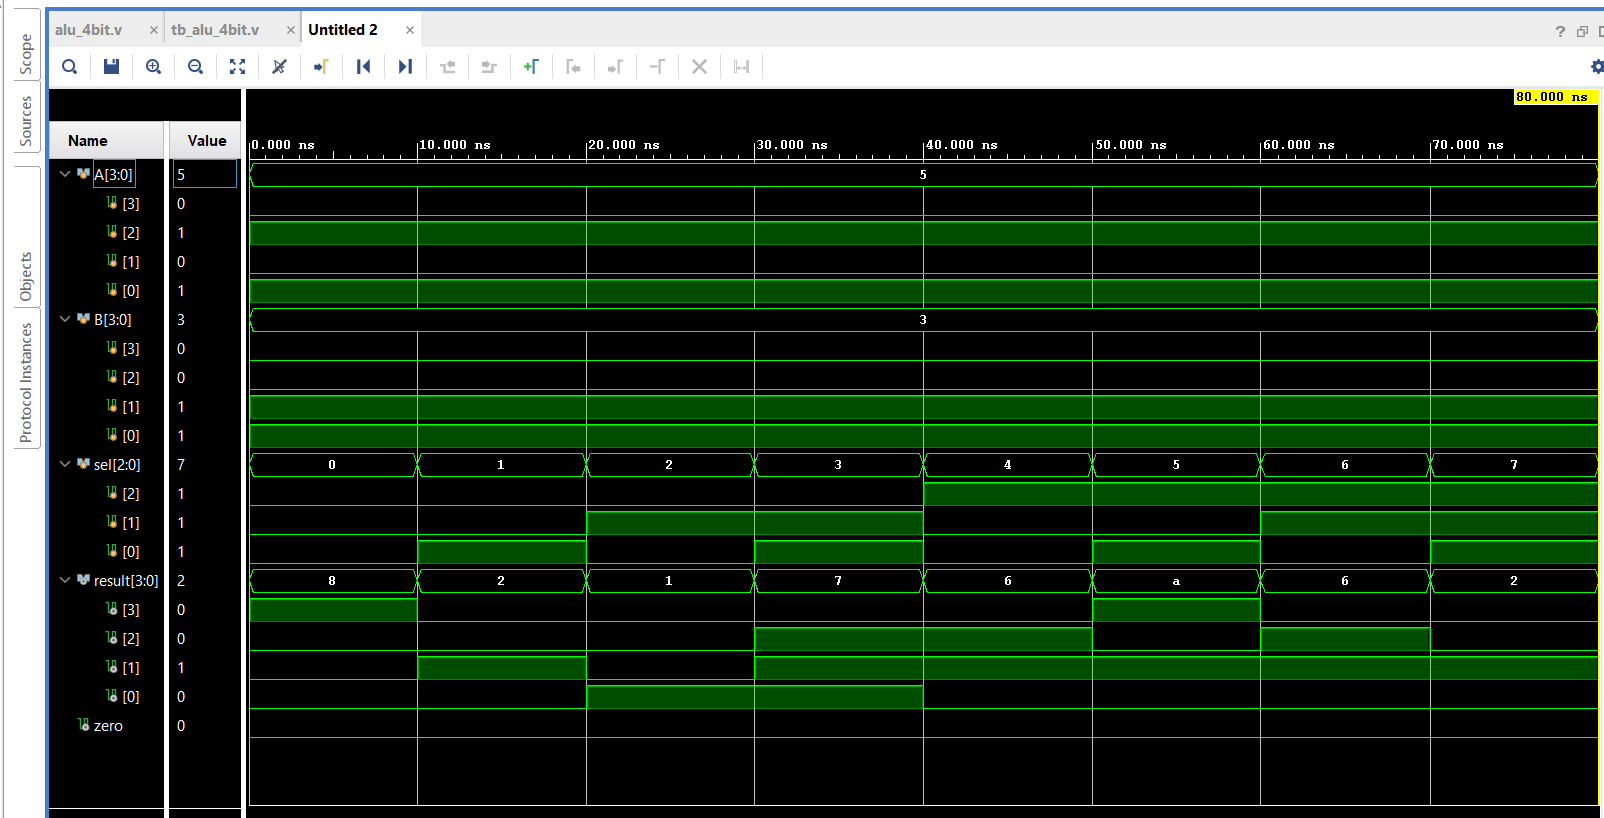 alu_4bit.v × tb_alu_4bit.v × Untitled 2 × ?
Scope
Sources
Objects
Protocol Instances
80.000 ns
Name Value
0.000 ns 10.000 ns 20.000 ns 30.000 ns 40.000 ns 50.000 ns 60.000 ns 70.000 ns
A[3:0] 5 5
[3] 0
[2] 1
[1] 0
[0] 1
B[3:0] 3 3
[3] 0
[2] 0
[1] 1
[0] 1
sel[2:0] 7 0 1 2 3 4 5 6 7
[2] 1
[1] 1
[0] 1
result[3:0] 2 8 2 1 7 6 a 6 2
[3] 0
[2] 0
[1] 1
[0] 0
zero 0